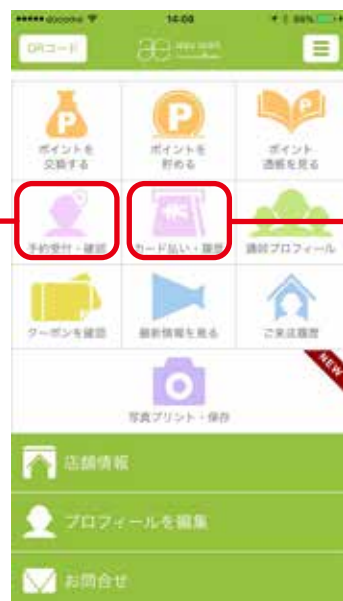 docomo 14:08
QRコード
P P P
ポイントを
交換する
ポイントを
貯める
ポイント
通帳を見る
予約受付・確認
カード払い・履歴
講師プロフィール
クーポンを確認
最新情報を見る
ご来店履歴
NEW
写真プリント・保存
店舗情報
プロフィールを編集
お問合せ